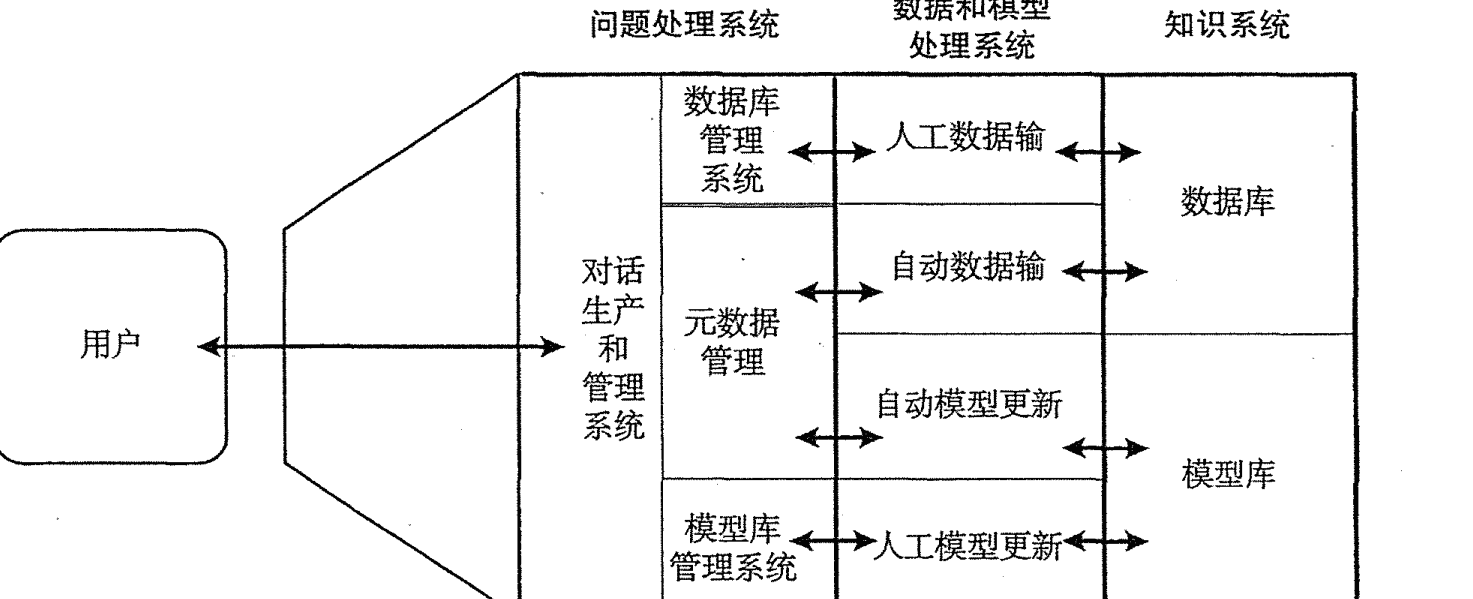 问题处理系统
数据和模型
处理系统
知识系统
数据库
管理
系统
人工数据输
数据库
自动数据输
对话
生产
和
管理
系统
元数据
管理
用户
自动模型更新
模型库
模型库
管理系统
人工模型更新